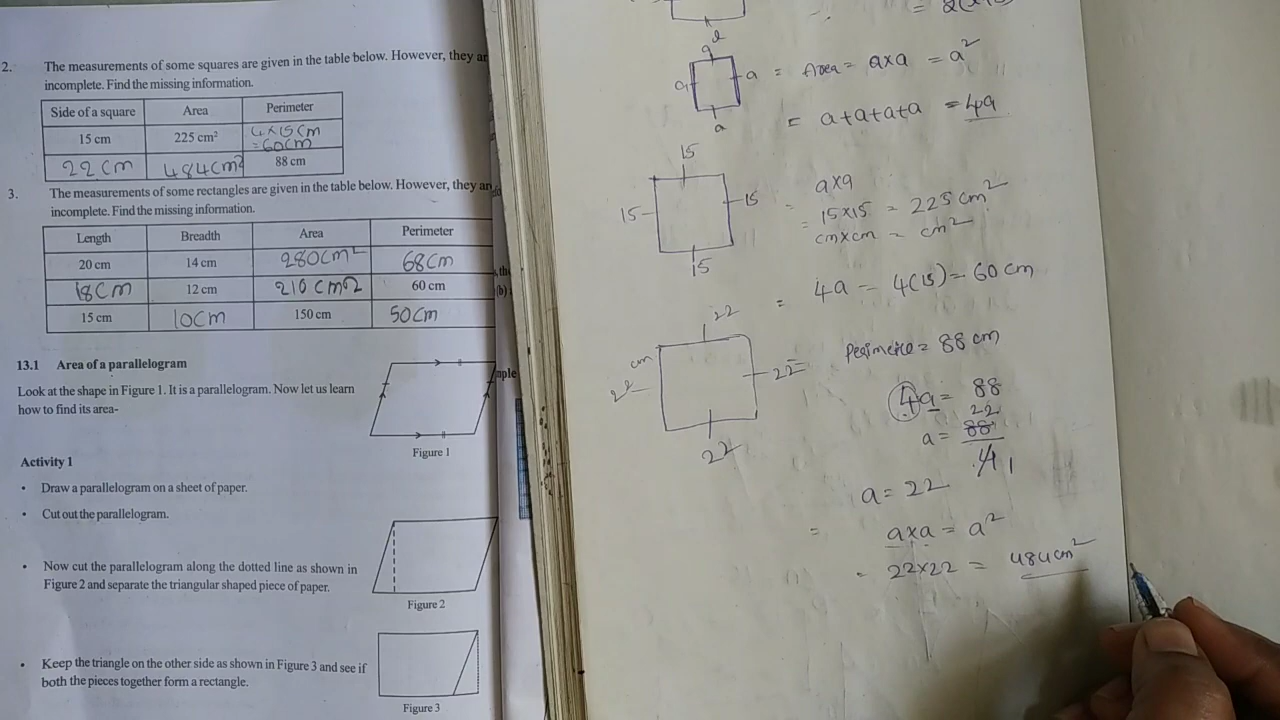 2. The measurements of some squares are given in the table below. However, they ar
incomplete. Find the missing information.
Side of a square Area Perimeter
15 cm 225 cm² 4×15cm
=60cm
22cm 484cm² 88 cm
3. The measurements of some rectangles are given in the table below. However, they an
incomplete. Find the missing information.
Length Breadth Area Perimeter
20 cm 14 cm 280cm² 68cm
18cm 12 cm 216cm² 60 cm
15 cm 10cm 150 cm 50cm
13.1 Area of a parallelogram
Look at the shape in Figure 1. It is a parallelogram. Now let us learn
how to find its area-
Figure 1
Activity 1
• Draw a parallelogram on a sheet of paper.
• Cut out the parallelogram.
• Now cut the parallelogram along the dotted line as shown in
Figure 2 and separate the triangular shaped piece of paper.
Figure 2
• Keep the triangle on the other side as shown in Figure 3 and see if
both the pieces together form a rectangle.
Figure 3
(b)
l
a
a a = Area = a×a = a²
a
= a+a+a+a = 4a
15
15 15
15
= a×a
= 15×15 = 225cm²
cm×cm = cm²
= 4a = 4(15) = 60cm
22
cm
22 22
22
= Perimeter = 88cm
4a = 88
22
a = 88
4 1
a = 22
= a×a = a²
= 22×22 = 484cm²